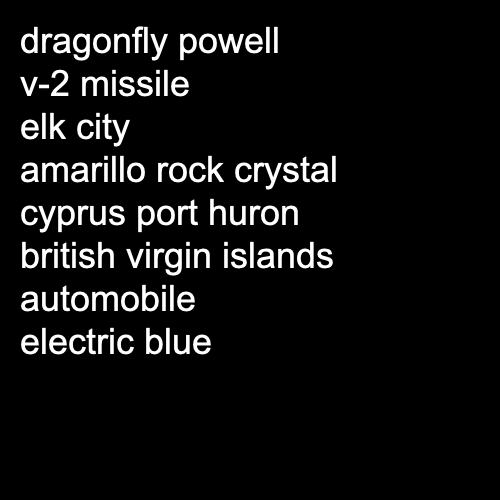 dragonfly powell
v-2 missile
elk city
amarillo rock crystal
cyprus port huron
british virgin islands
automobile
electric blue